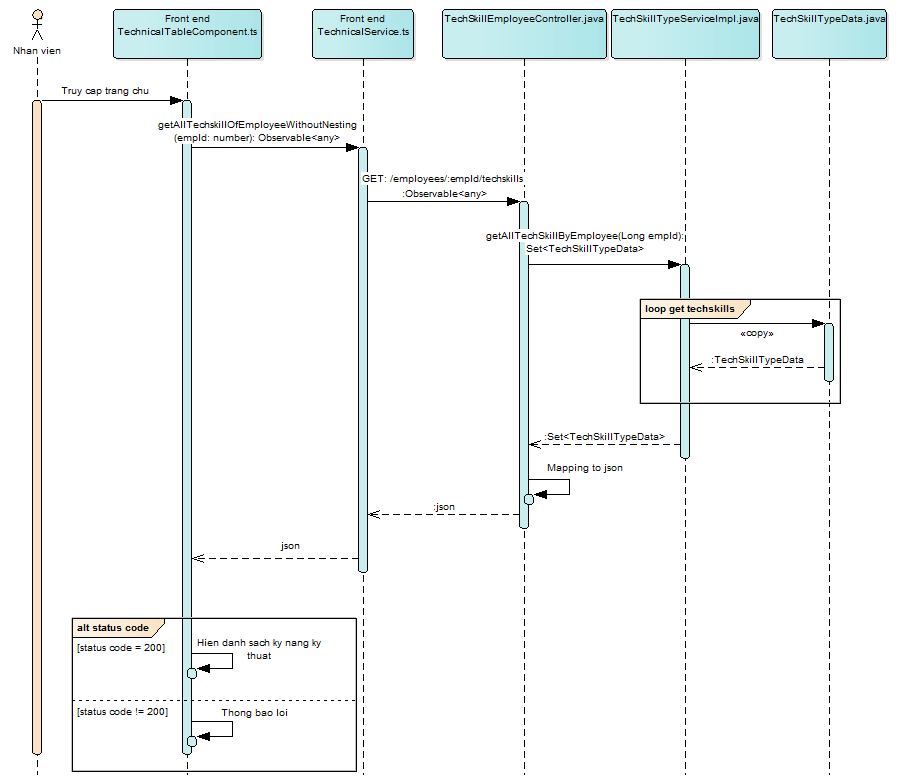 Front end
TechnicalTableComponent.ts
Front end
TechnicalService.ts
TechSkillEmployeeController.java
TechSkillTypeServiceImpl.java
TechSkillTypeData.java
Nhan vien
Truy cap trang chu
getAllTechskillOfEmployeeWithoutNesting
(empId: number): Observable<any>
GET: /employees/:empId/techskills
:Observable<any>
getAllTechSkillByEmployee(Long empId):
Set<TechSkillTypeData>
loop get techskills
«copy»
:TechSkillTypeData
:Set<TechSkillTypeData>
Mapping to json
:json
json
alt status code
[status code = 200]
Hien danh sach ky nang ky
thuat
[status code != 200]
Thong bao loi